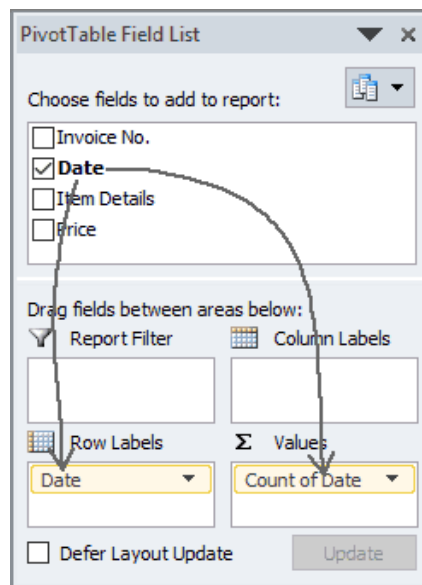 PivotTable Field List
Choose fields to add to report:
Invoice No.
Date
Item Details
Price
Drag fields between areas below:
Report Filter
Column Labels
Row Labels
Σ Values
Date
Count of Date
Defer Layout Update
Update